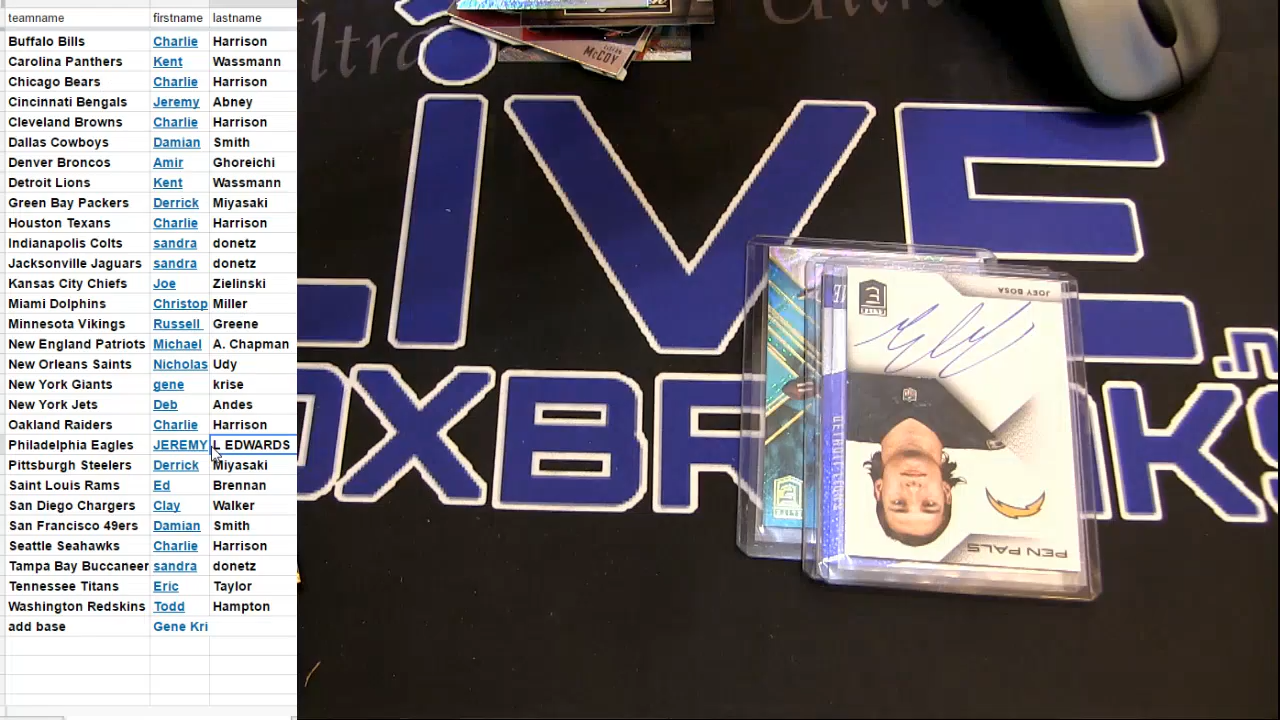 teamname firstname lastname
Buffalo Bills Charlie Harrison
Carolina Panthers Kent Wassmann
Chicago Bears Charlie Harrison
Cincinnati Bengals Jeremy Abney
Cleveland Browns Charlie Harrison
Dallas Cowboys Damian Smith
Denver Broncos Amir Ghoreichi
Detroit Lions Kent Wassmann
Green Bay Packers Derrick Miyasaki
Houston Texans Charlie Harrison
Indianapolis Colts sandra donetz
Jacksonville Jaguars sandra donetz
Kansas City Chiefs Joe Zielinski
Miami Dolphins Christop Miller
Minnesota Vikings Russell Greene
New England Patriots Michael A. Chapman
New Orleans Saints Nicholas Udy
New York Giants gene krise
New York Jets Deb Andes
Oakland Raiders Charlie Harrison
Philadelphia Eagles JEREMY L EDWARDS
Pittsburgh Steelers Derrick Miyasaki
Saint Louis Rams Ed Brennan
San Diego Chargers Clay Walker
San Francisco 49ers Damian Smith
Seattle Seahawks Charlie Harrison
Tampa Bay Buccaneer sandra donetz
Tennessee Titans Eric Taylor
Washington Redskins Todd Hampton
add base Gene Kri
McCOY
LIVE
OXBREAKS
.n
JOEY BOSA
DETROIT LIONS
PEN PALS